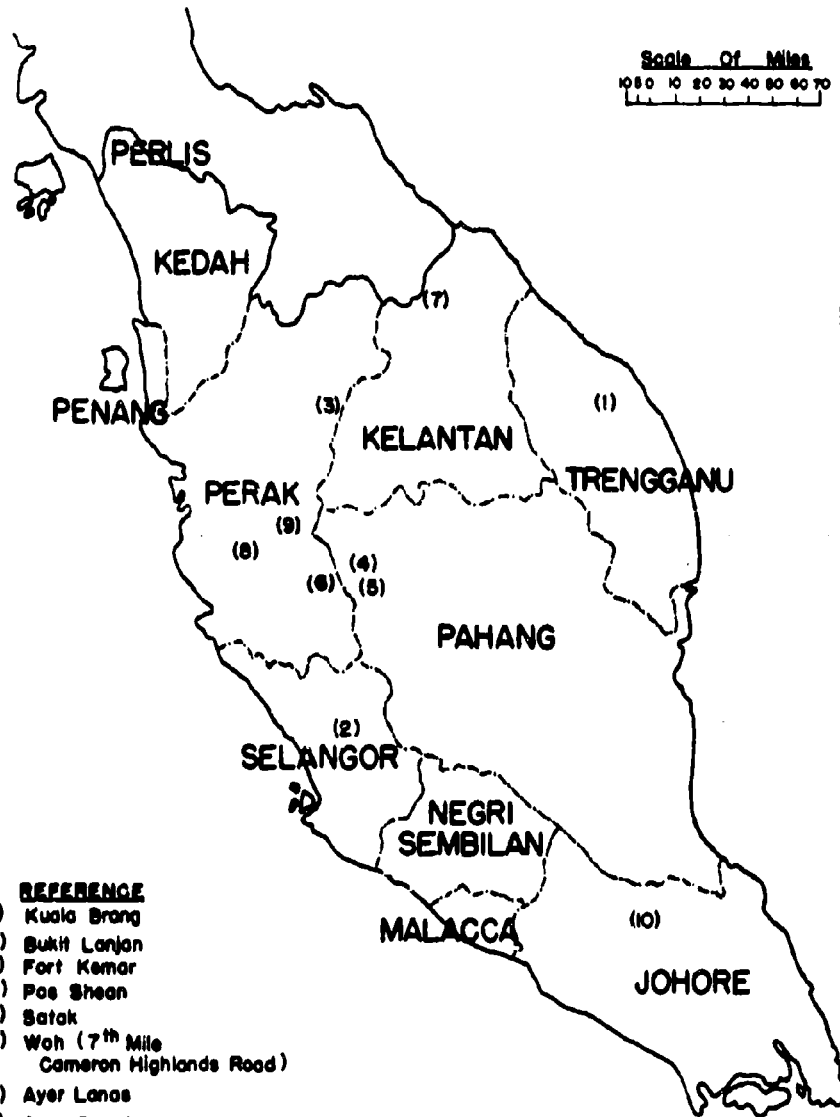 Scale Of Miles
10 5 0 10 20 30 40 50 60 70
PERLIS
KEDAH
(7)
PENANG
(3)
KELANTAN
(1)
TRENGGANU
PERAK
(9)
(8)
(4)
(6)
(5)
PAHANG
(2)
SELANGOR
NEGRI
SEMBILAN
MALACCA
(10)
JOHORE
REFERENCE
) Kuala Brang
) Bukit Lanjan
) Fort Kemar
) Pos Shean
) Satak
) Woh (7th Mile
Cameron Highlands Road)
) Ayer Lanas